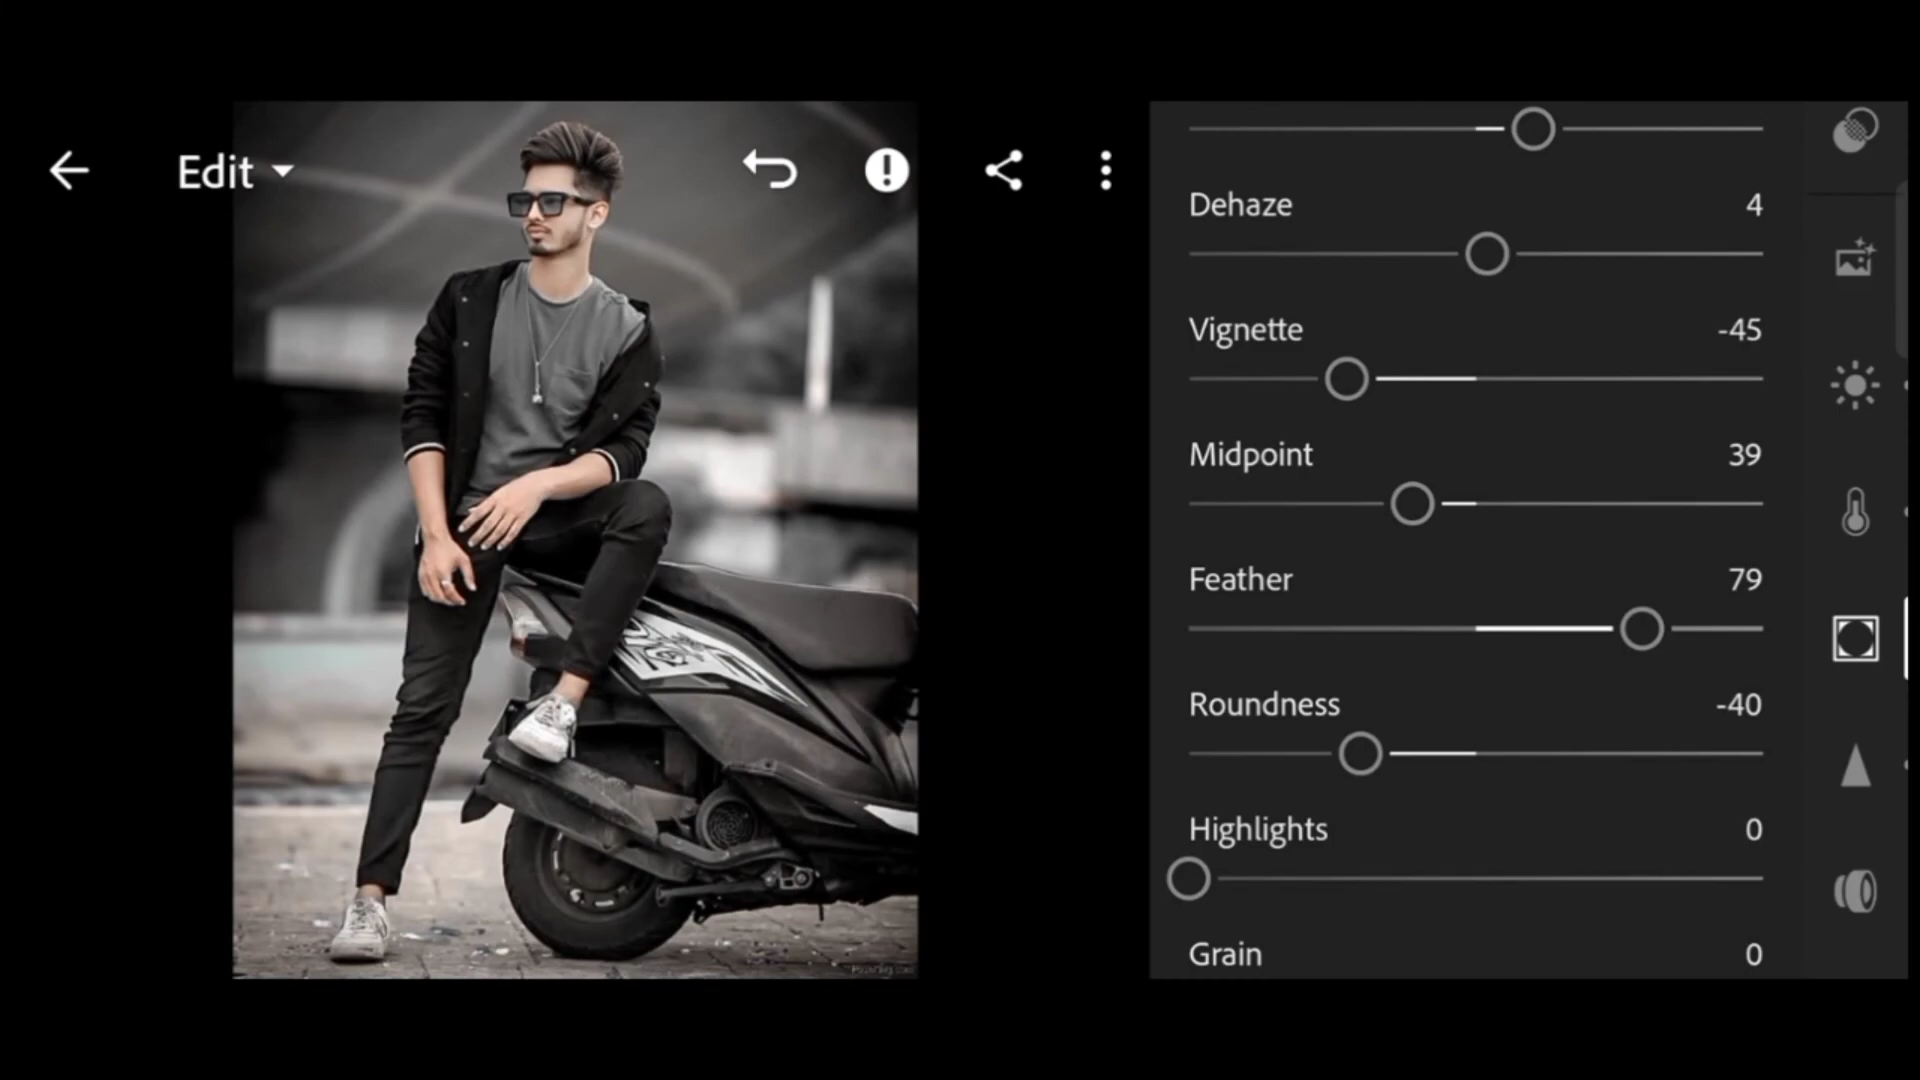 Edit
Dehaze 4
Vignette -45
Midpoint 39
Feather 79
Roundness -40
Highlights 0
Grain 0